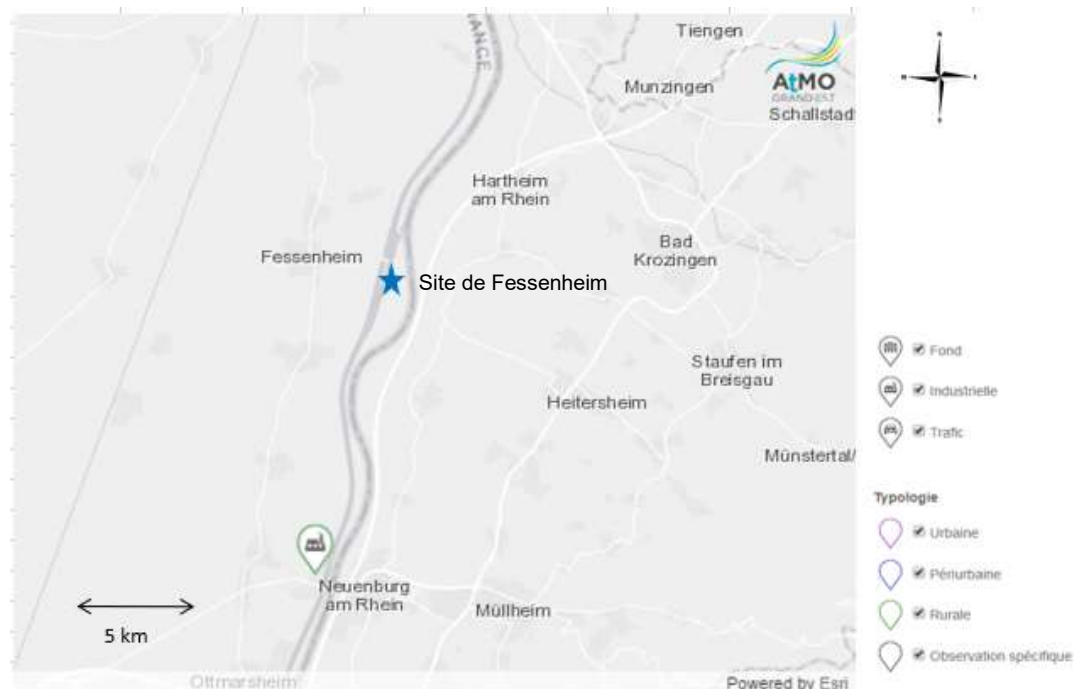 Tiengen
Munzingen
AtMO
GRAND EST
Schallstad
Hartheim
am Rhein
Bad
Krozingen
Fessenheim
Site de Fessenheim
Staufen im
Breisgau
Heitersheim
Münstertal/
Neuenburg
am Rhein
Müllheim
5 km
Ottmarsheim
Powered by Esri
N
E
S
Fond
Industrielle
Trafic
Typologie
Urbaine
Périurbaine
Rurale
Observation spécifique